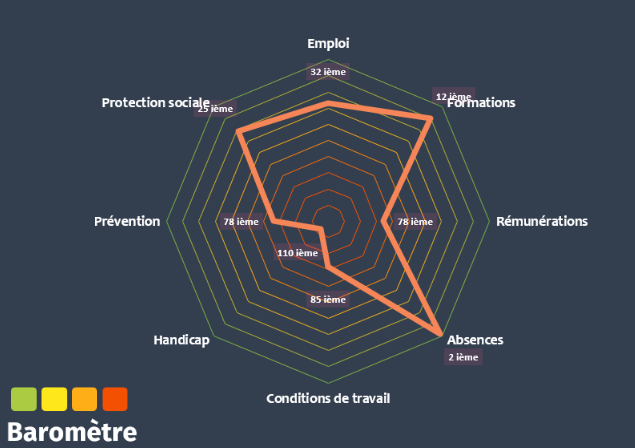 Emploi
32 ième
12 ième
Formations
Protection sociale
25 ième
Prévention
78 ième
78 ième
Rémunérations
110 ième
85 ième
Handicap
Absences
2 ième
Conditions de travail
Baromètre